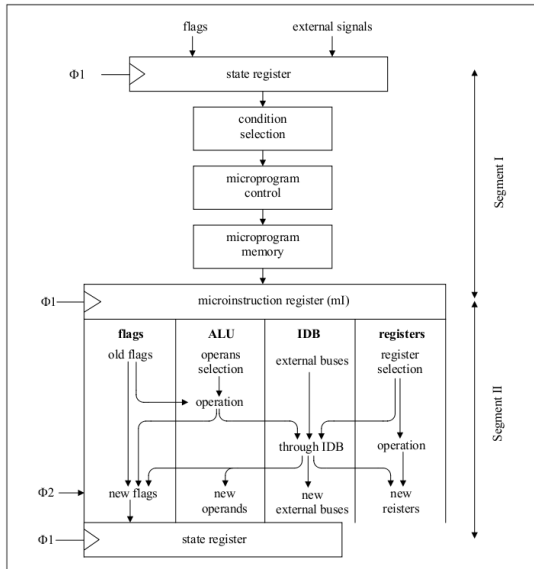 flags external signals
Φ1 state register
condition
selection
microprogram
control
microprogram
memory
Segment I
Φ1 microinstruction register (mI)
flags ALU IDB registers
old flags operans selection external buses register selection
operation
through IDB operation
Segment II
Φ2 new flags new operands new external buses new reisters
Φ1 state register